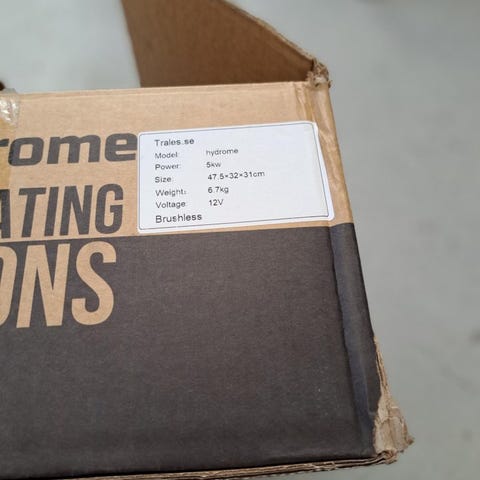 rome
ATING
ONS
Trales.se
Model: hydrome
Power: 5kw
Size: 47.5×32×31cm
Weight: 6.7kg
Voltage: 12V
Brushless